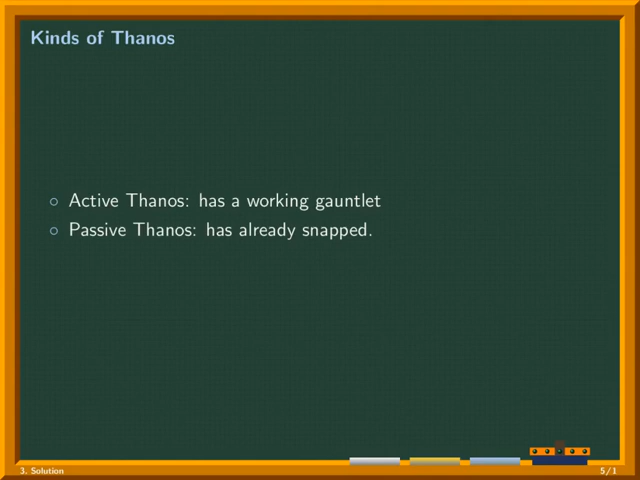 Kinds of Thanos
Active Thanos: has a working gauntlet
Passive Thanos: has already snapped.
3. Solution
5/1